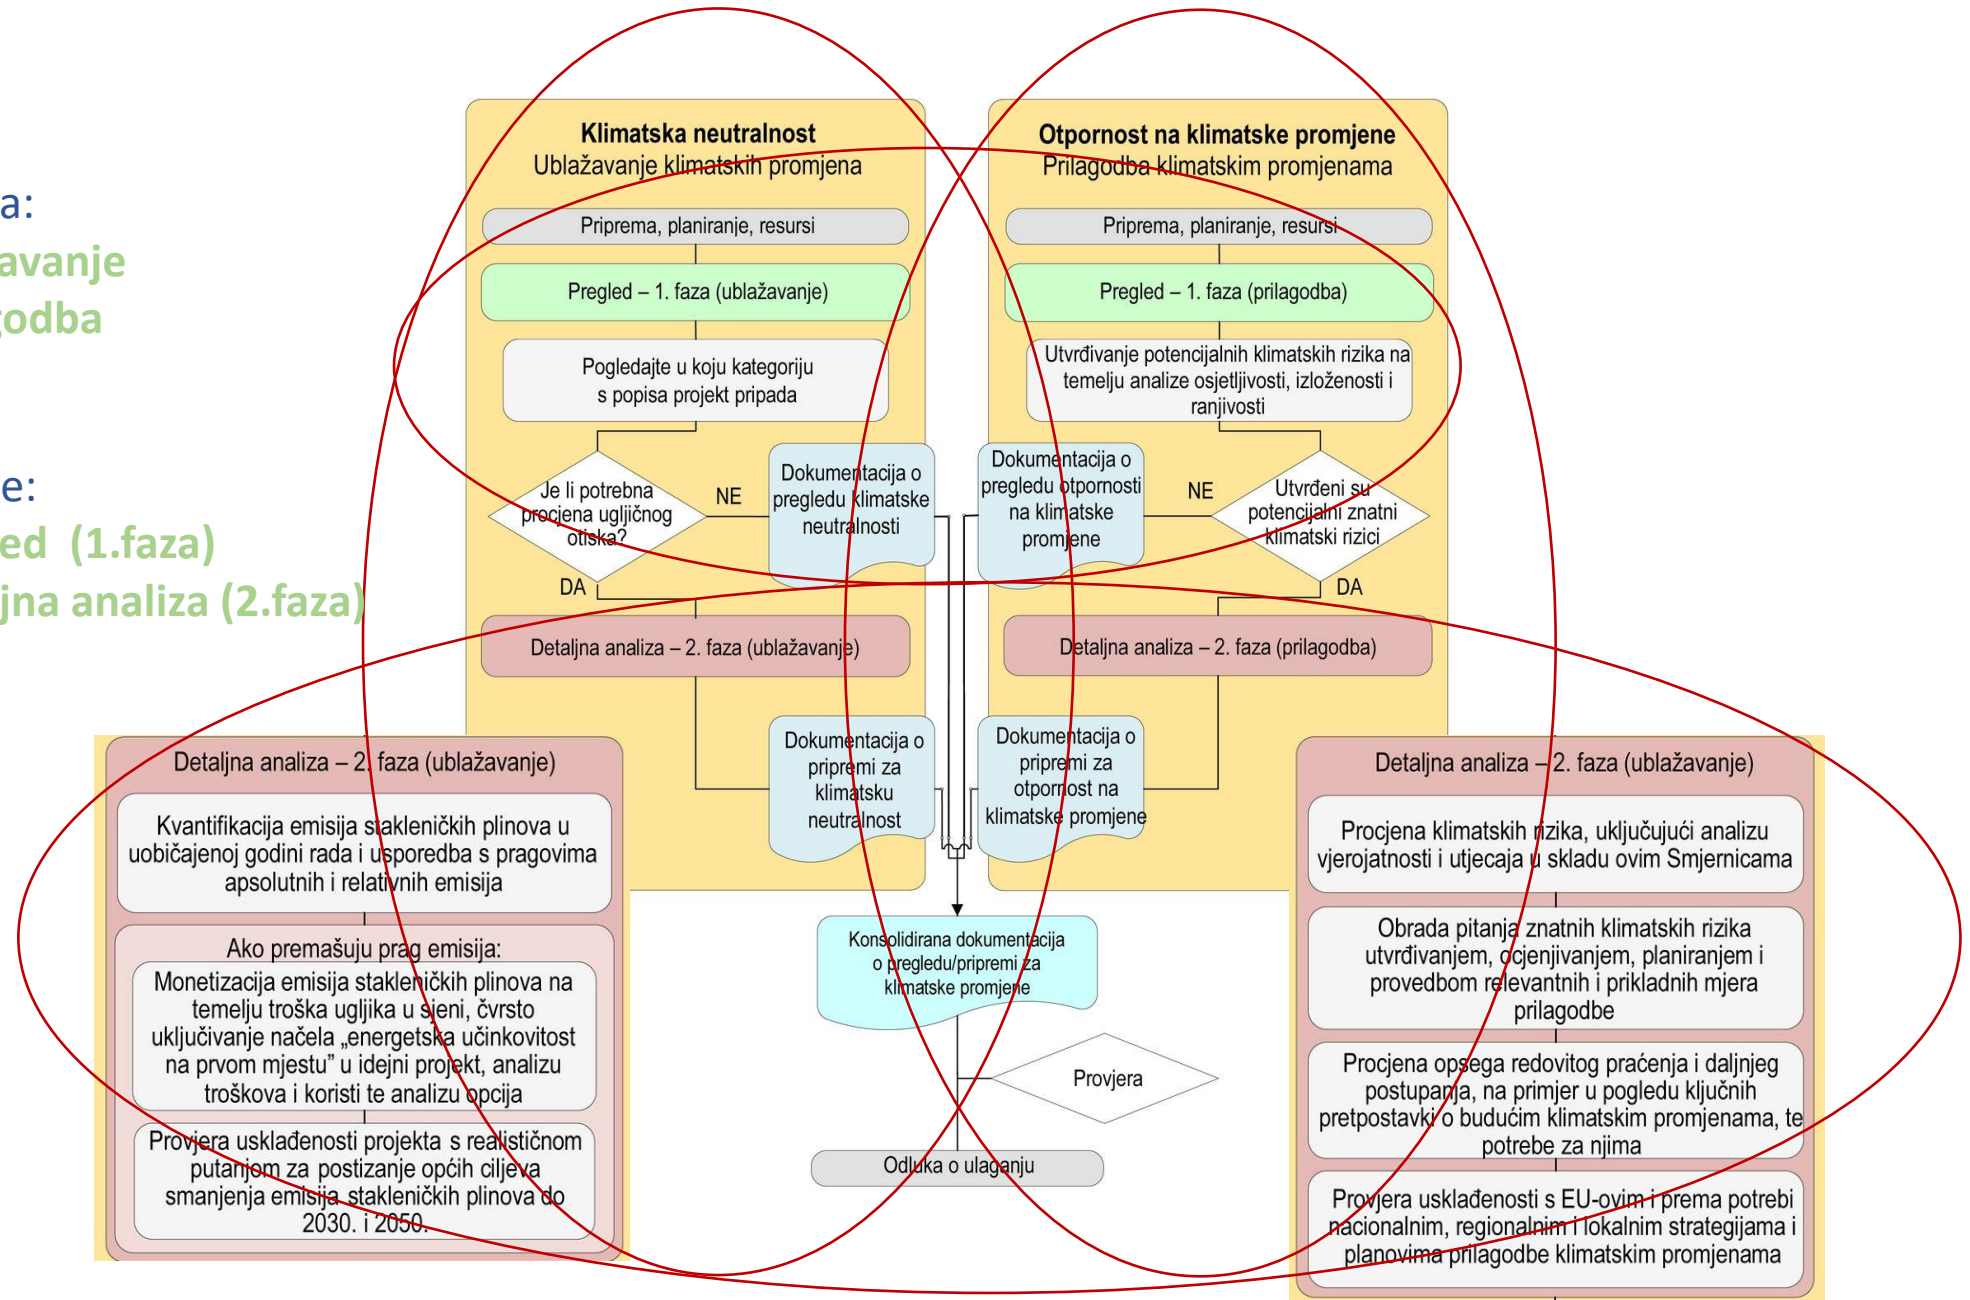 a:
avanje
godba
e:
ed (1.faza)
jna analiza (2.faza)
Klimatska neutralnost
Ublažavanje klimatskih promjena
Priprema, planiranje, resursi
Pregled – 1. faza (ublažavanje)
Pogledajte u koju kategoriju
s popisa projekt pripada
Je li potrebna
procjena ugljičnog
otiska?
NE
DA
Dokumentacija o
pregledu klimatske
neutralnosti
Detaljna analiza – 2. faza (ublažavanje)
Dokumentacija o
pripremi za
klimatsku
neutralnost
Otpornost na klimatske promjene
Prilagodba klimatskim promjenama
Priprema, planiranje, resursi
Pregled – 1. faza (prilagodba)
Utvrđivanje potencijalnih klimatskih rizika na
temelju analize osjetljivosti, izloženosti i
ranjivosti
Dokumentacija o
pregledu otpornosti
na klimatske
promjene
NE
Utvrđeni su
potencijalni znatni
klimatski rizici
DA
Detaljna analiza – 2. faza (prilagodba)
Dokumentacija o
pripremi za
otpornost na
klimatske promjene
Detaljna analiza – 2. faza (ublažavanje)
Kvantifikacija emisija stakleničkih plinova u
uobičajenoj godini rada i usporedba s pragovima
apsolutnih i relativnih emisija
Ako premašuju prag emisija:
Monetizacija emisija stakleničkih plinova na
temelju troška ugljika u sjeni, čvrsto
uključivanje načela „energetska učinkovitost
na prvom mjestu” u idejni projekt, analizu
troškova i koristi te analizu opcija
Provjera usklađenosti projekta s realističnom
putanjom za postizanje općih ciljeva
smanjenja emisija stakleničkih plinova do
2030. i 2050.
Konsolidirana dokumentacija
o pregledu/pripremi za
klimatske promjene
Provjera
Odluka o ulaganju
Detaljna analiza – 2. faza (ublažavanje)
Procjena klimatskih rizika, uključujući analizu
vjerojatnosti i utjecaja u skladu ovim Smjernicama
Obrada pitanja znatnih klimatskih rizika
utvrđivanjem, ocjenjivanjem, planiranjem i
provedbom relevantnih i prikladnih mjera
prilagodbe
Procjena opsega redovitog praćenja i daljnjeg
postupanja, na primjer u pogledu ključnih
pretpostavki o budućim klimatskim promjenama, te
potrebe za njima
Provjera usklađenosti s EU-ovim i prema potrebi
nacionalnim, regionalnim i lokalnim strategijama i
planovima prilagodbe klimatskim promjenama